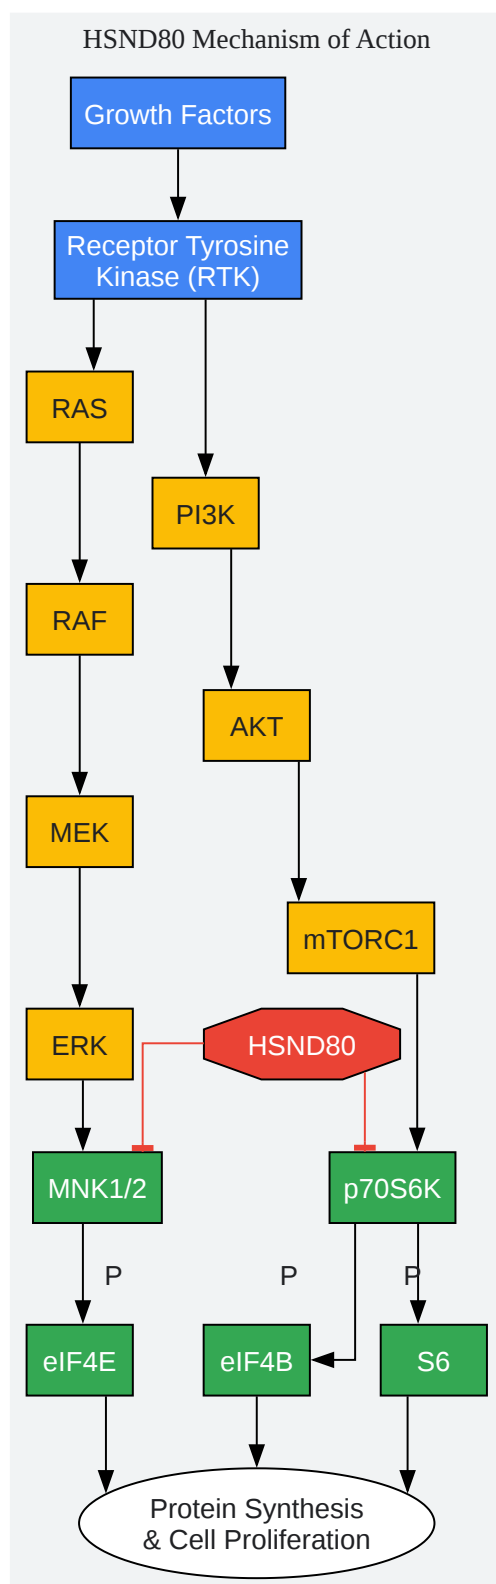 HSND80 Mechanism of Action
Growth Factors
Receptor Tyrosine
Kinase (RTK)
RAS
PI3K
RAF
AKT
MEK
mTORC1
ERK
HSND80
MNK1/2
p70S6K
P
P
P
eIF4E
eIF4B
S6
Protein Synthesis
& Cell Proliferation